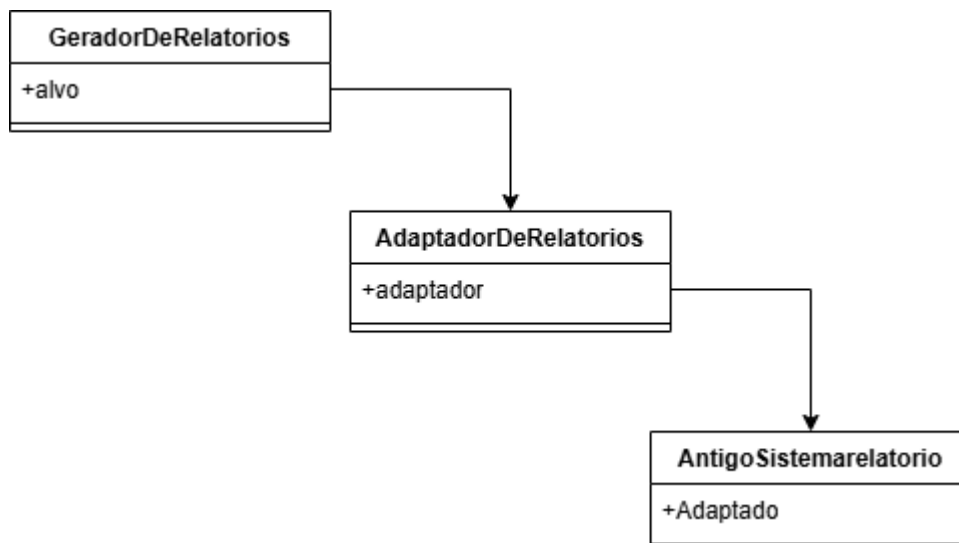 GeradorDeRelatorios
+alvo
AdaptadorDeRelatorios
+adaptador
AntigoSistemarelatorio
+Adaptado